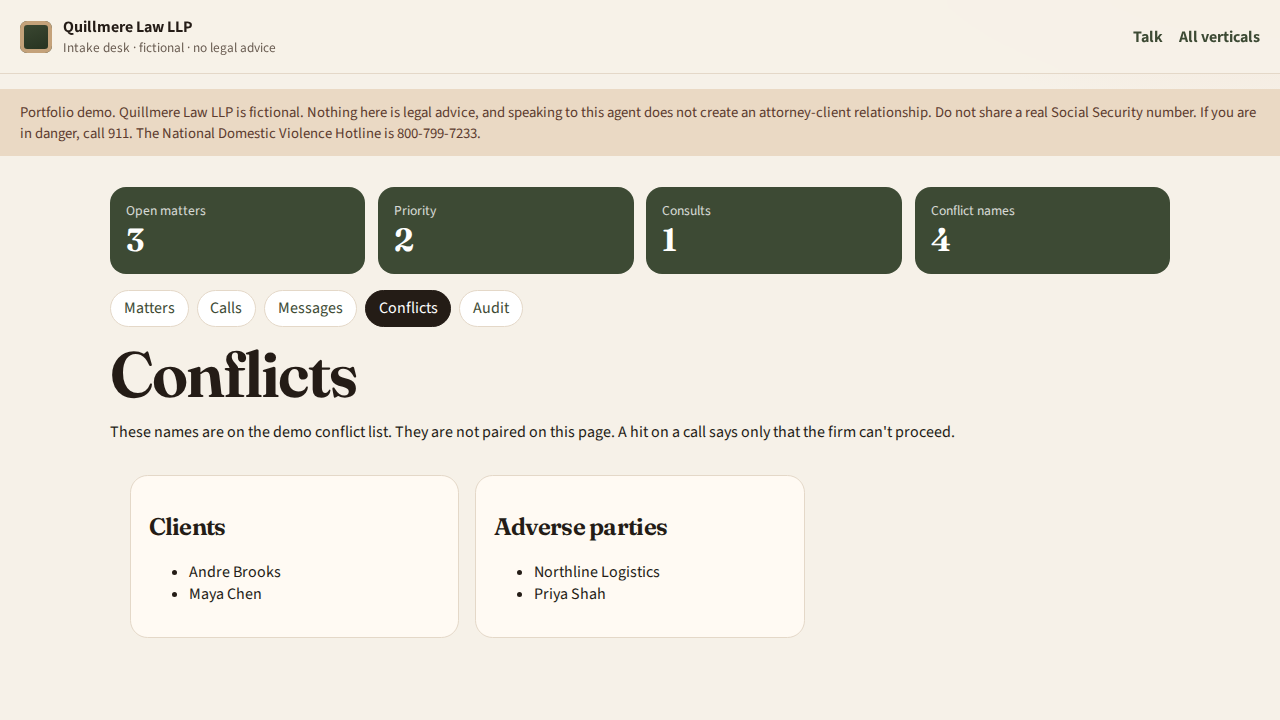 Quillmere Law LLP
Intake desk · fictional · no legal advice
Talk
All verticals
Portfolio demo. Quillmere Law LLP is fictional. Nothing here is legal advice, and speaking to this agent does not create an attorney-client relationship. Do not share a real Social Security number. If you are
in danger, call 911. The National Domestic Violence Hotline is 800-799-7233.
Open matters
3
Priority
2
Consults
1
Conflict names
4
Matters
Calls
Messages
Conflicts
Audit
Conflicts
These names are on the demo conflict list. They are not paired on this page. A hit on a call says only that the firm can't proceed.
Clients
Andre Brooks
Maya Chen
Adverse parties
Northline Logistics
Priya Shah